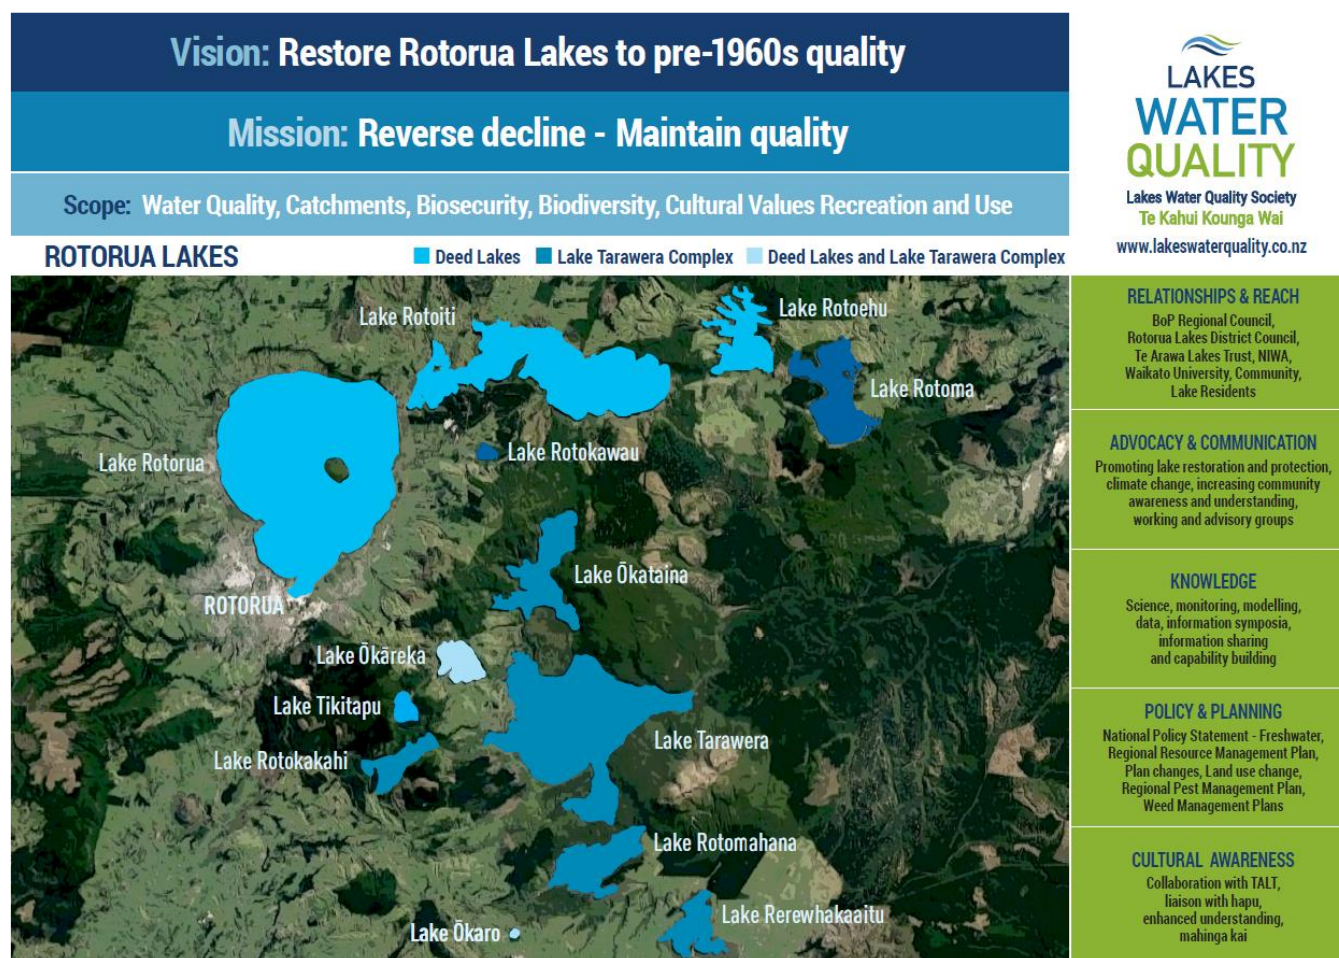 Vision: Restore Rotorua Lakes to pre-1960s quality
Mission: Reverse decline - Maintain quality
Scope: Water Quality, Catchments, Biosecurity, Biodiversity, Cultural Values Recreation and Use
LAKES
WATER
QUALITY
Lakes Water Quality Society
Te Kahui Kounga Wai
www.lakeswaterquality.co.nz
ROTORUA LAKES
Deed Lakes
Lake Tarawera Complex
Deed Lakes and Lake Tarawera Complex
Lake Rotoiti
Lake Rotoehu
Lake Rotoma
Lake Rotorua
Lake Rotokawau
Lake Ōkataina
ROTORUA
Lake Ōkāreka
Lake Tikitapu
Lake Rotokakahi
Lake Tarawera
Lake Rotomahana
Lake Rerewhakaaitu
Lake Ōkaro
RELATIONSHIPS & REACH
BoP Regional Council,
Rotorua Lakes District Council,
Te Arawa Lakes Trust, NIWA,
Waikato University, Community,
Lake Residents
ADVOCACY & COMMUNICATION
Promoting lake restoration and protection,
climate change, increasing community
awareness and understanding,
working and advisory groups
KNOWLEDGE
Science, monitoring, modelling,
data, information symposia,
information sharing
and capability building
POLICY & PLANNING
National Policy Statement - Freshwater,
Regional Resource Management Plan,
Plan changes, Land use change,
Regional Pest Management Plan,
Weed Management Plans
CULTURAL AWARENESS
Collaboration with TALT,
liaison with hapu,
enhanced understanding,
mahinga kai